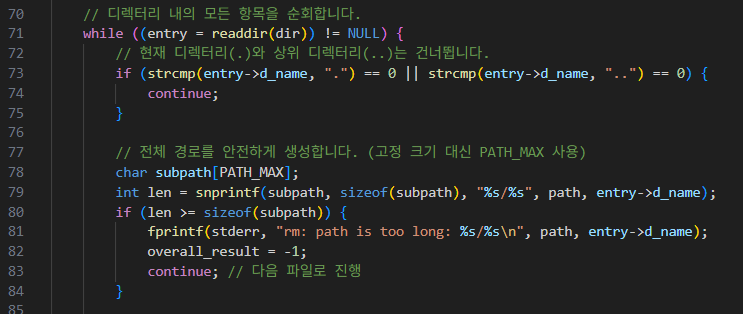 70 // 디렉터리 내의 모든 항목을 순회합니다.
71 while ((entry = readdir(dir)) != NULL) {
72 // 현재 디렉터리(.)와 상위 디렉터리(..)는 건너뜁니다.
73 if (strcmp(entry->d_name, ".") == 0 || strcmp(entry->d_name, "..") == 0) {
74 continue;
75 }
76
77 // 전체 경로를 안전하게 생성합니다. (고정 크기 대신 PATH_MAX 사용)
78 char subpath[PATH_MAX];
79 int len = snprintf(subpath, sizeof(subpath), "%s/%s", path, entry->d_name);
80 if (len >= sizeof(subpath)) {
81 fprintf(stderr, "rm: path is too long: %s/%s\n", path, entry->d_name);
82 overall_result = -1;
83 continue; // 다음 파일로 진행
84 }
85